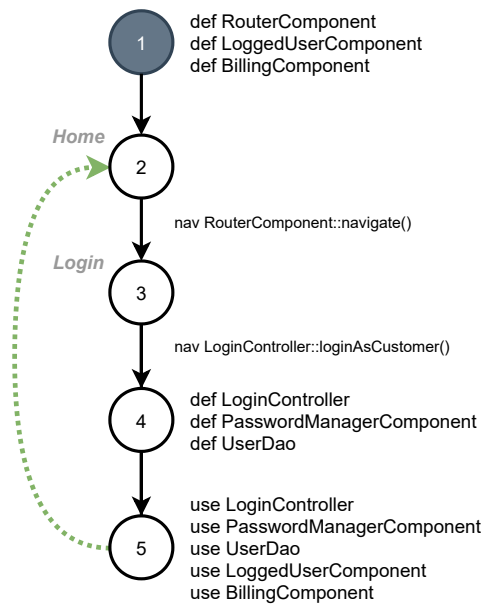 1
def RouterComponent
def LoggedUserComponent
def BillingComponent
Home
2
nav RouterComponent::navigate()
Login
3
nav LoginController::loginAsCustomer()
4
def LoginController
def PasswordManagerComponent
def UserDao
5
use LoginController
use PasswordManagerComponent
use UserDao
use LoggedUserComponent
use BillingComponent